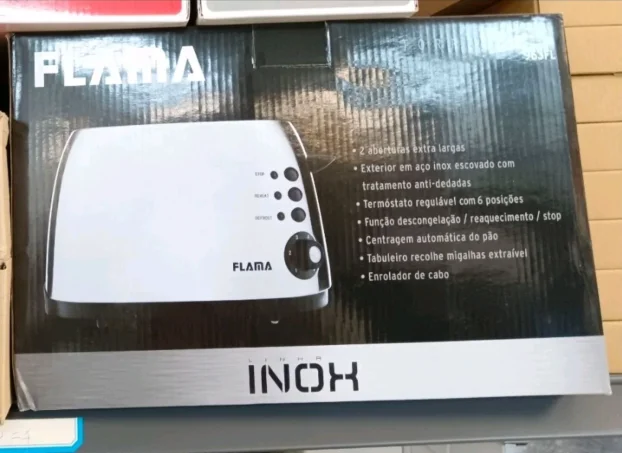 FLAMA
• 2 aberturas extra largas
• Exterior em aço inox escovado com
tratamento anti-dedadas
• Termóstato regulável com 6 posições
• Função descongelação / reaquecimento / stop
• Centragem automática do pão
• Tabuleiro recolhe migalhas extraível
• Enrolador de cabo
STOP
REHEAT
DEFROST
FLAMA
LINHA
INOX